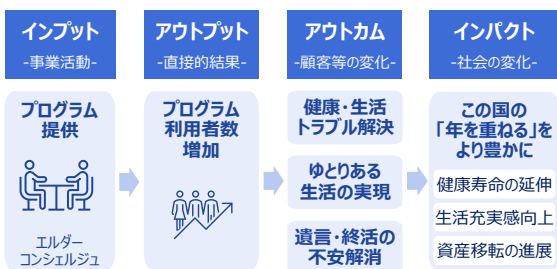 インプット
-事業活動-
アウトプット
-直接的結果-
アウトカム
-顧客等の変化-
インパクト
-社会の変化-
プログラム
提供
エルダー
コンシェルジュ
プログラム
利用者数
増加
健康・生活
トラブル解決
ゆとりある
生活の実現
遺言・終活の
不安解消
この国の
「年を重ねる」を
より豊かに
健康寿命の延伸
生活充実感向上
資産移転の進展